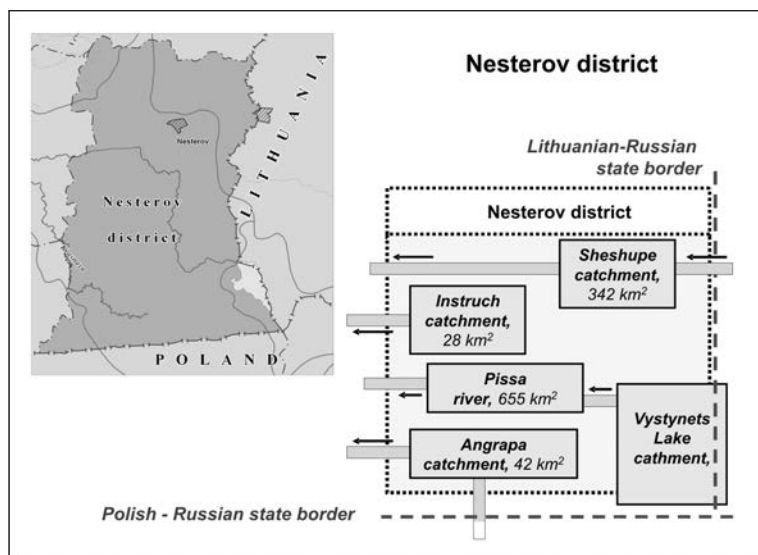 Nesterov
Nesterov
district
LITHUANIA
POLAND
Nesterov district
Lithuanian-Russian
state border
Nesterov district
Sheshupe
catchment,
342 km²
Instruch
catchment,
28 km²
Pissa
river, 655 km²
Vystynets
Lake
cathment,
Angrapa
catchment, 42 km²
Polish - Russian state border